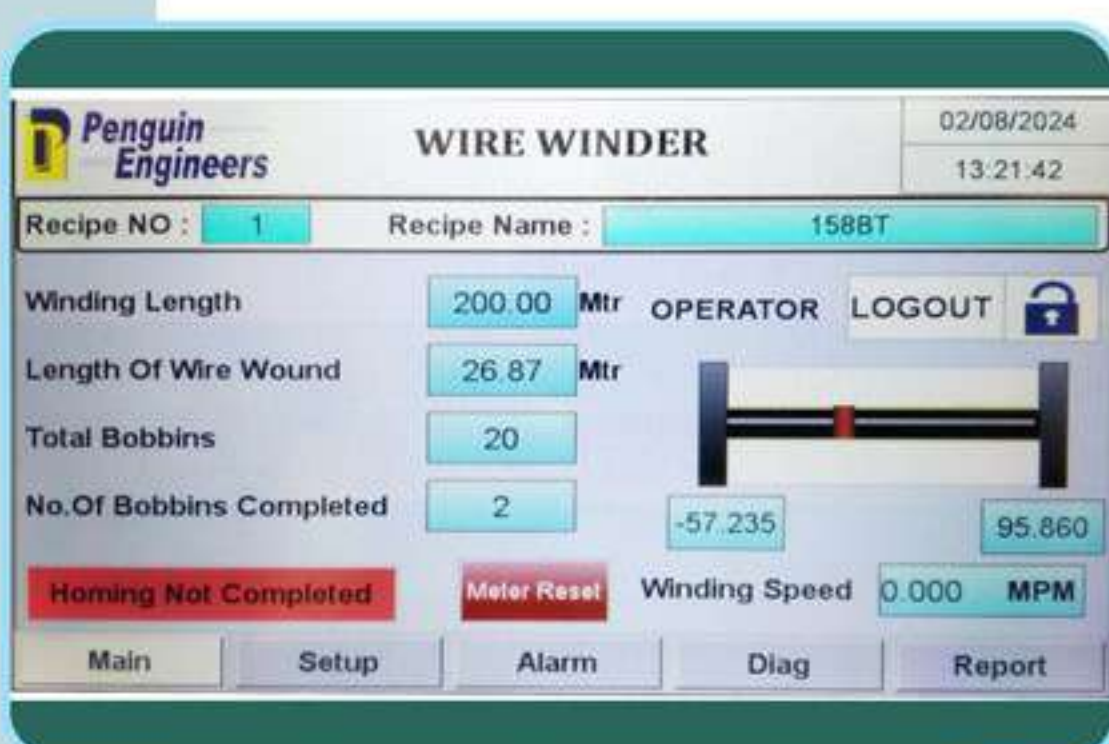 Penguin
Engineers
WIRE WINDER
02/08/2024
13:21:42
Recipe NO : 1 Recipe Name : 158BT
Winding Length 200.00 Mtr OPERATOR LOGOUT
Length Of Wire Wound 26.87 Mtr
Total Bobbins 20
No.Of Bobbins Completed 2
-57.235 95.860
Homing Not Completed Meter Reset Winding Speed 0.000 MPM
Main Setup Alarm Diag Report